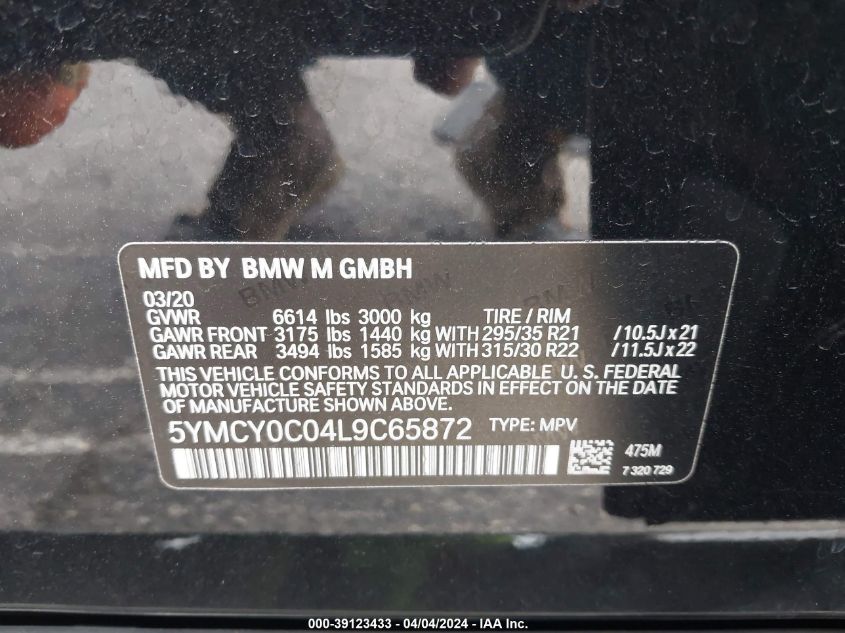 MFD BY BMW M GMBH
03/20
GVWR 6614 lbs 3000 kg TIRE / RIM
GAWR FRONT 3175 lbs 1440 kg WITH 295/35 R21 /10.5J x 21
GAWR REAR 3494 lbs 1585 kg WITH 315/30 R22 /11.5J x 22
THIS VEHICLE CONFORMS TO ALL APPLICABLE U. S. FEDERAL
MOTOR VEHICLE SAFETY STANDARDS IN EFFECT ON THE DATE
OF MANUFACTURE SHOWN ABOVE.
5YMCY0C04L9C65872 TYPE: MPV
475M
7 320 729
000-39123433 - 04/04/2024 - IAA Inc.